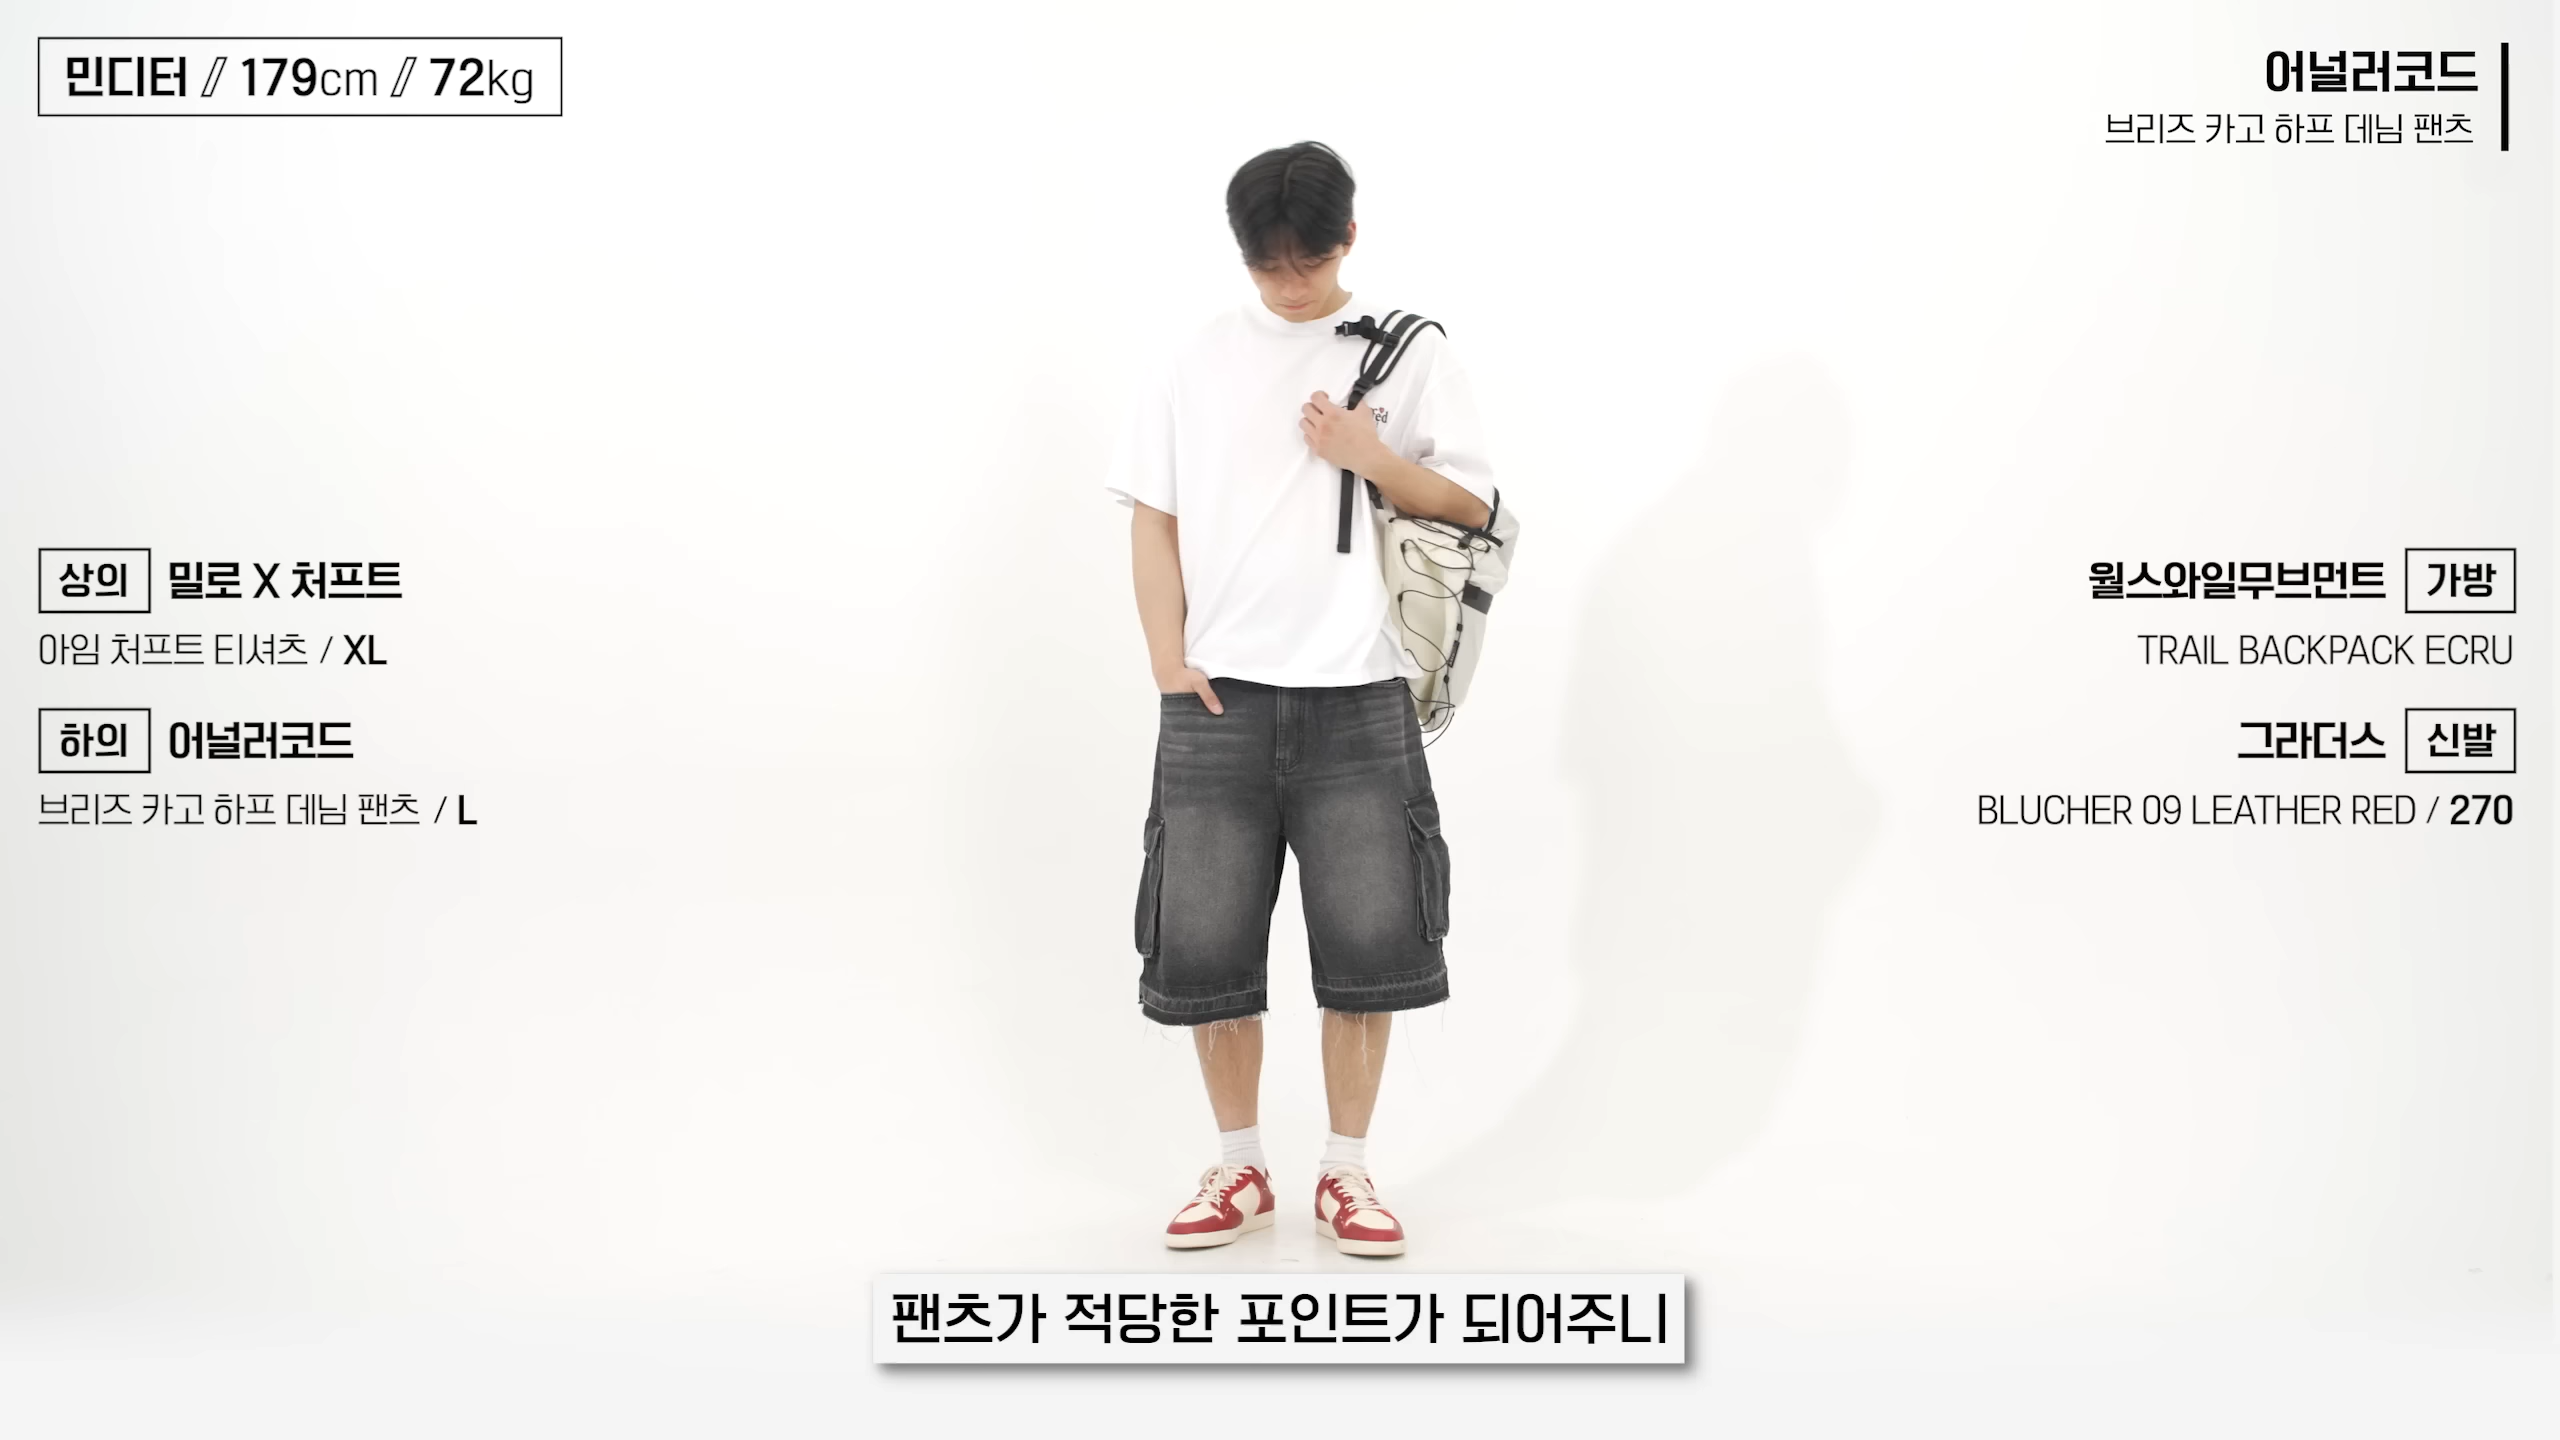 민디터 // 179cm // 72kg
어널러코드
브리즈 카고 하프 데님 팬츠
상의 밀로 X 처프트
아임 처프트 티셔츠 / XL
하의 어널러코드
브리즈 카고 하프 데님 팬츠 / L
월스와일무브먼트 가방
TRAIL BACKPACK ECRU
그라더스 신발
BLUCHER 09 LEATHER RED / 270
팬츠가 적당한 포인트가 되어주니